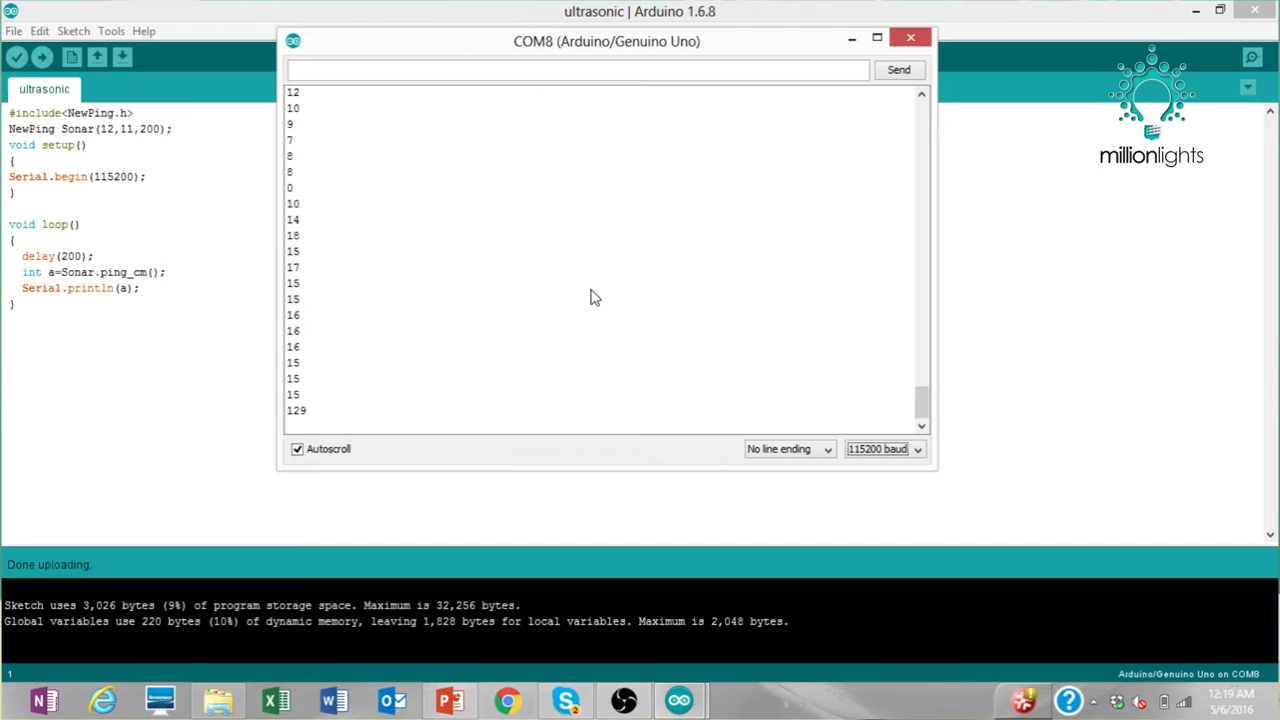 ultrasonic | Arduino 1.6.8
File Edit Sketch Tools Help
COM8 (Arduino/Genuino Uno)
Send
ultrasonic
#include<NewPing.h>
NewPing Sonar(12,11,200);
void setup()
{
Serial.begin(115200);
}
void loop()
{
delay(200);
int a=Sonar.ping_cm();
Serial.println(a);
}
12
10
9
7
8
8
0
10
14
18
15
17
15
15
16
16
16
15
15
15
129
Autoscroll
No line ending
115200 baud
millionlights
Done uploading.
Sketch uses 3,026 bytes (9%) of program storage space. Maximum is 32,256 bytes.
Global variables use 220 bytes (10%) of dynamic memory, leaving 1,828 bytes for local variables. Maximum is 2,048 bytes.
1
Arduino/Genuino Uno on COM8
12:19 AM
5/6/2016